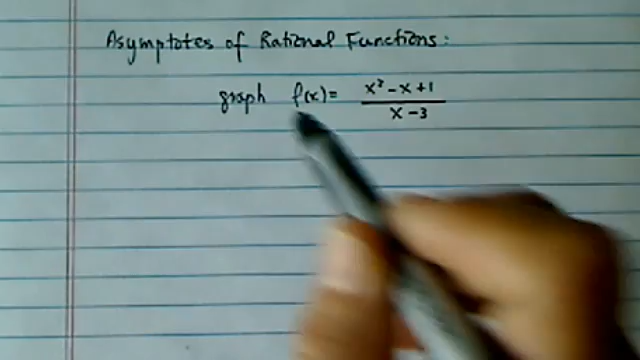 Asymptotes of Rational Functions:
graph f(x)= x² - x + 1
x - 3